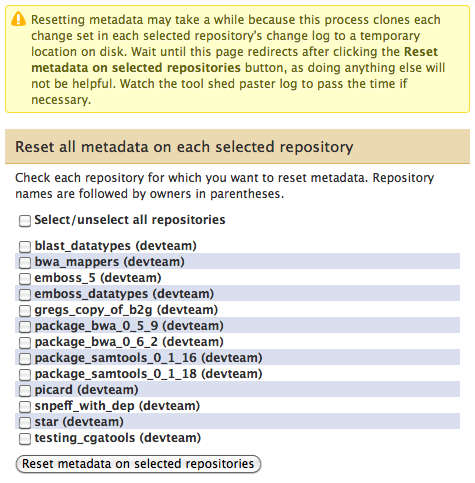 Resetting metadata may take a while because this process clones each
change set in each selected repository's change log to a temporary
location on disk. Wait until this page redirects after clicking the Reset
metadata on selected repositories button, as doing anything else will
not be helpful. Watch the tool shed paster log to pass the time if
necessary.
Reset all metadata on each selected repository
Check each repository for which you want to reset metadata. Repository
names are followed by owners in parentheses.
Select/unselect all repositories
blast_datatypes (devteam)
bwa_mappers (devteam)
emboss_5 (devteam)
emboss_datatypes (devteam)
gregs_copy_of_b2g (devteam)
package_bwa_0_5_9 (devteam)
package_bwa_0_6_2 (devteam)
package_samtools_0_1_16 (devteam)
package_samtools_0_1_18 (devteam)
picard (devteam)
snpeff_with_dep (devteam)
star (devteam)
testing_cgatools (devteam)
Reset metadata on selected repositories